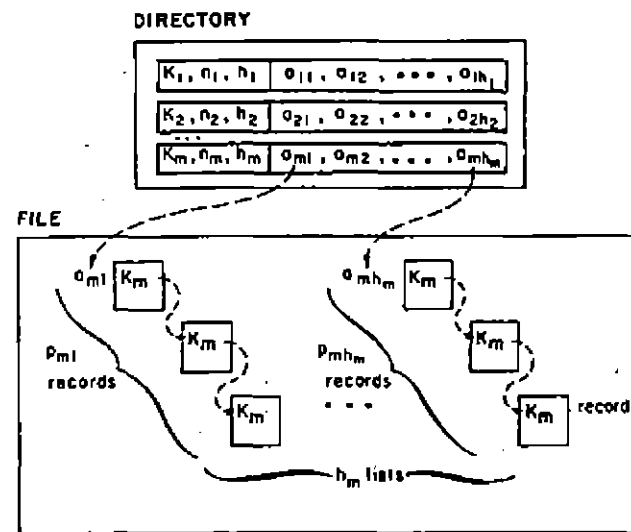 DIRECTORY
K₁, n₁, h₁ a₁₁, a₁₂, •••, a₁ₕ₁
K₂, n₂, h₂ a₂₁, a₂₂, ····, a₂ₕ₂
...
Kₘ, nₘ, hₘ aₘ₁, aₘ₂, ...., aₘₕₘ
FILE
aₘ₁ Kₘ aₘₕₘ Kₘ
Kₘ Kₘ
pₘ₁ pₘₕₘ
records records
Kₘ ••• Kₘ record
hₘ lists